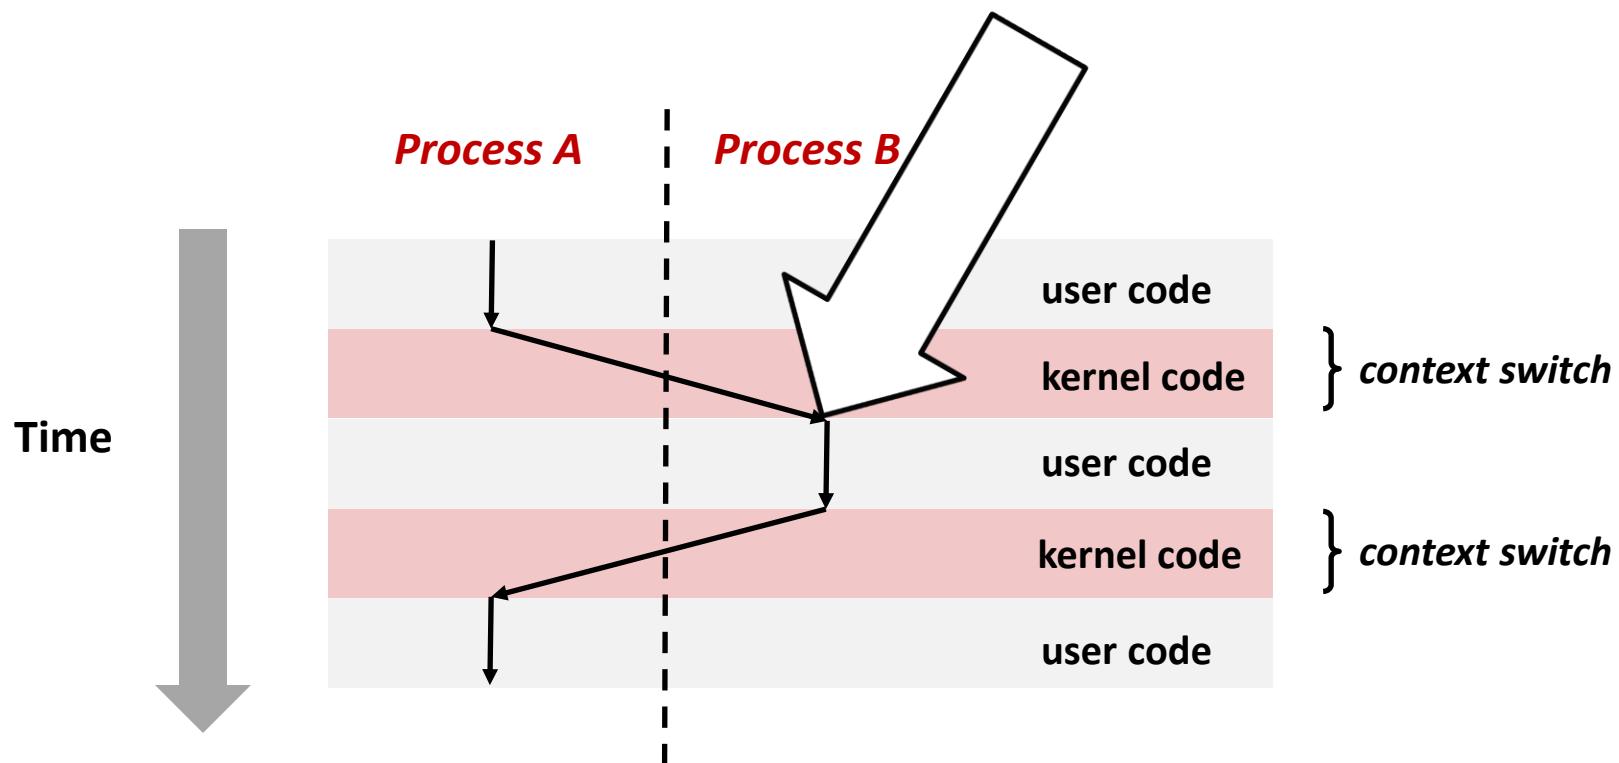 Process A
Process B
user code
kernel code
context switch
Time
user code
kernel code
context switch
user code